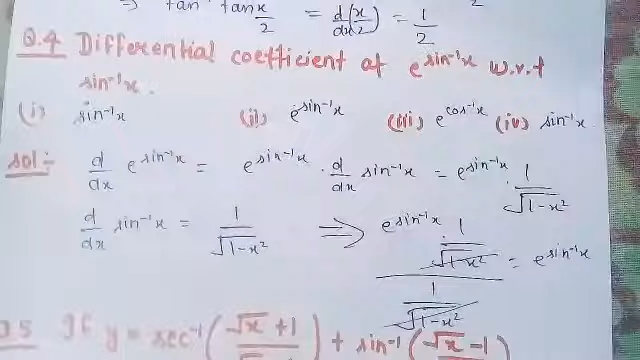 ⇒ tan⁻¹ tan x/2 = d/dx (x/2) = 1/2
Q.4 Differential coefficient of e^sin⁻¹x w.r.t
sin⁻¹x.
(i) sin⁻¹x (ii) e^sin⁻¹x (iii) e^cos⁻¹x (iv) sin⁻¹x
sol :- d/dx e^sin⁻¹x = e^sin⁻¹x · d/dx sin⁻¹x = e^sin⁻¹x 1/√(1-x²)
d/dx sin⁻¹x = 1/√(1-x²) ⇒ (e^sin⁻¹x 1/√(1-x²)) / (1/√(1-x²)) = e^sin⁻¹x
5 If y = sec⁻¹(√x +1 / √x) + sin⁻¹(√x -1)